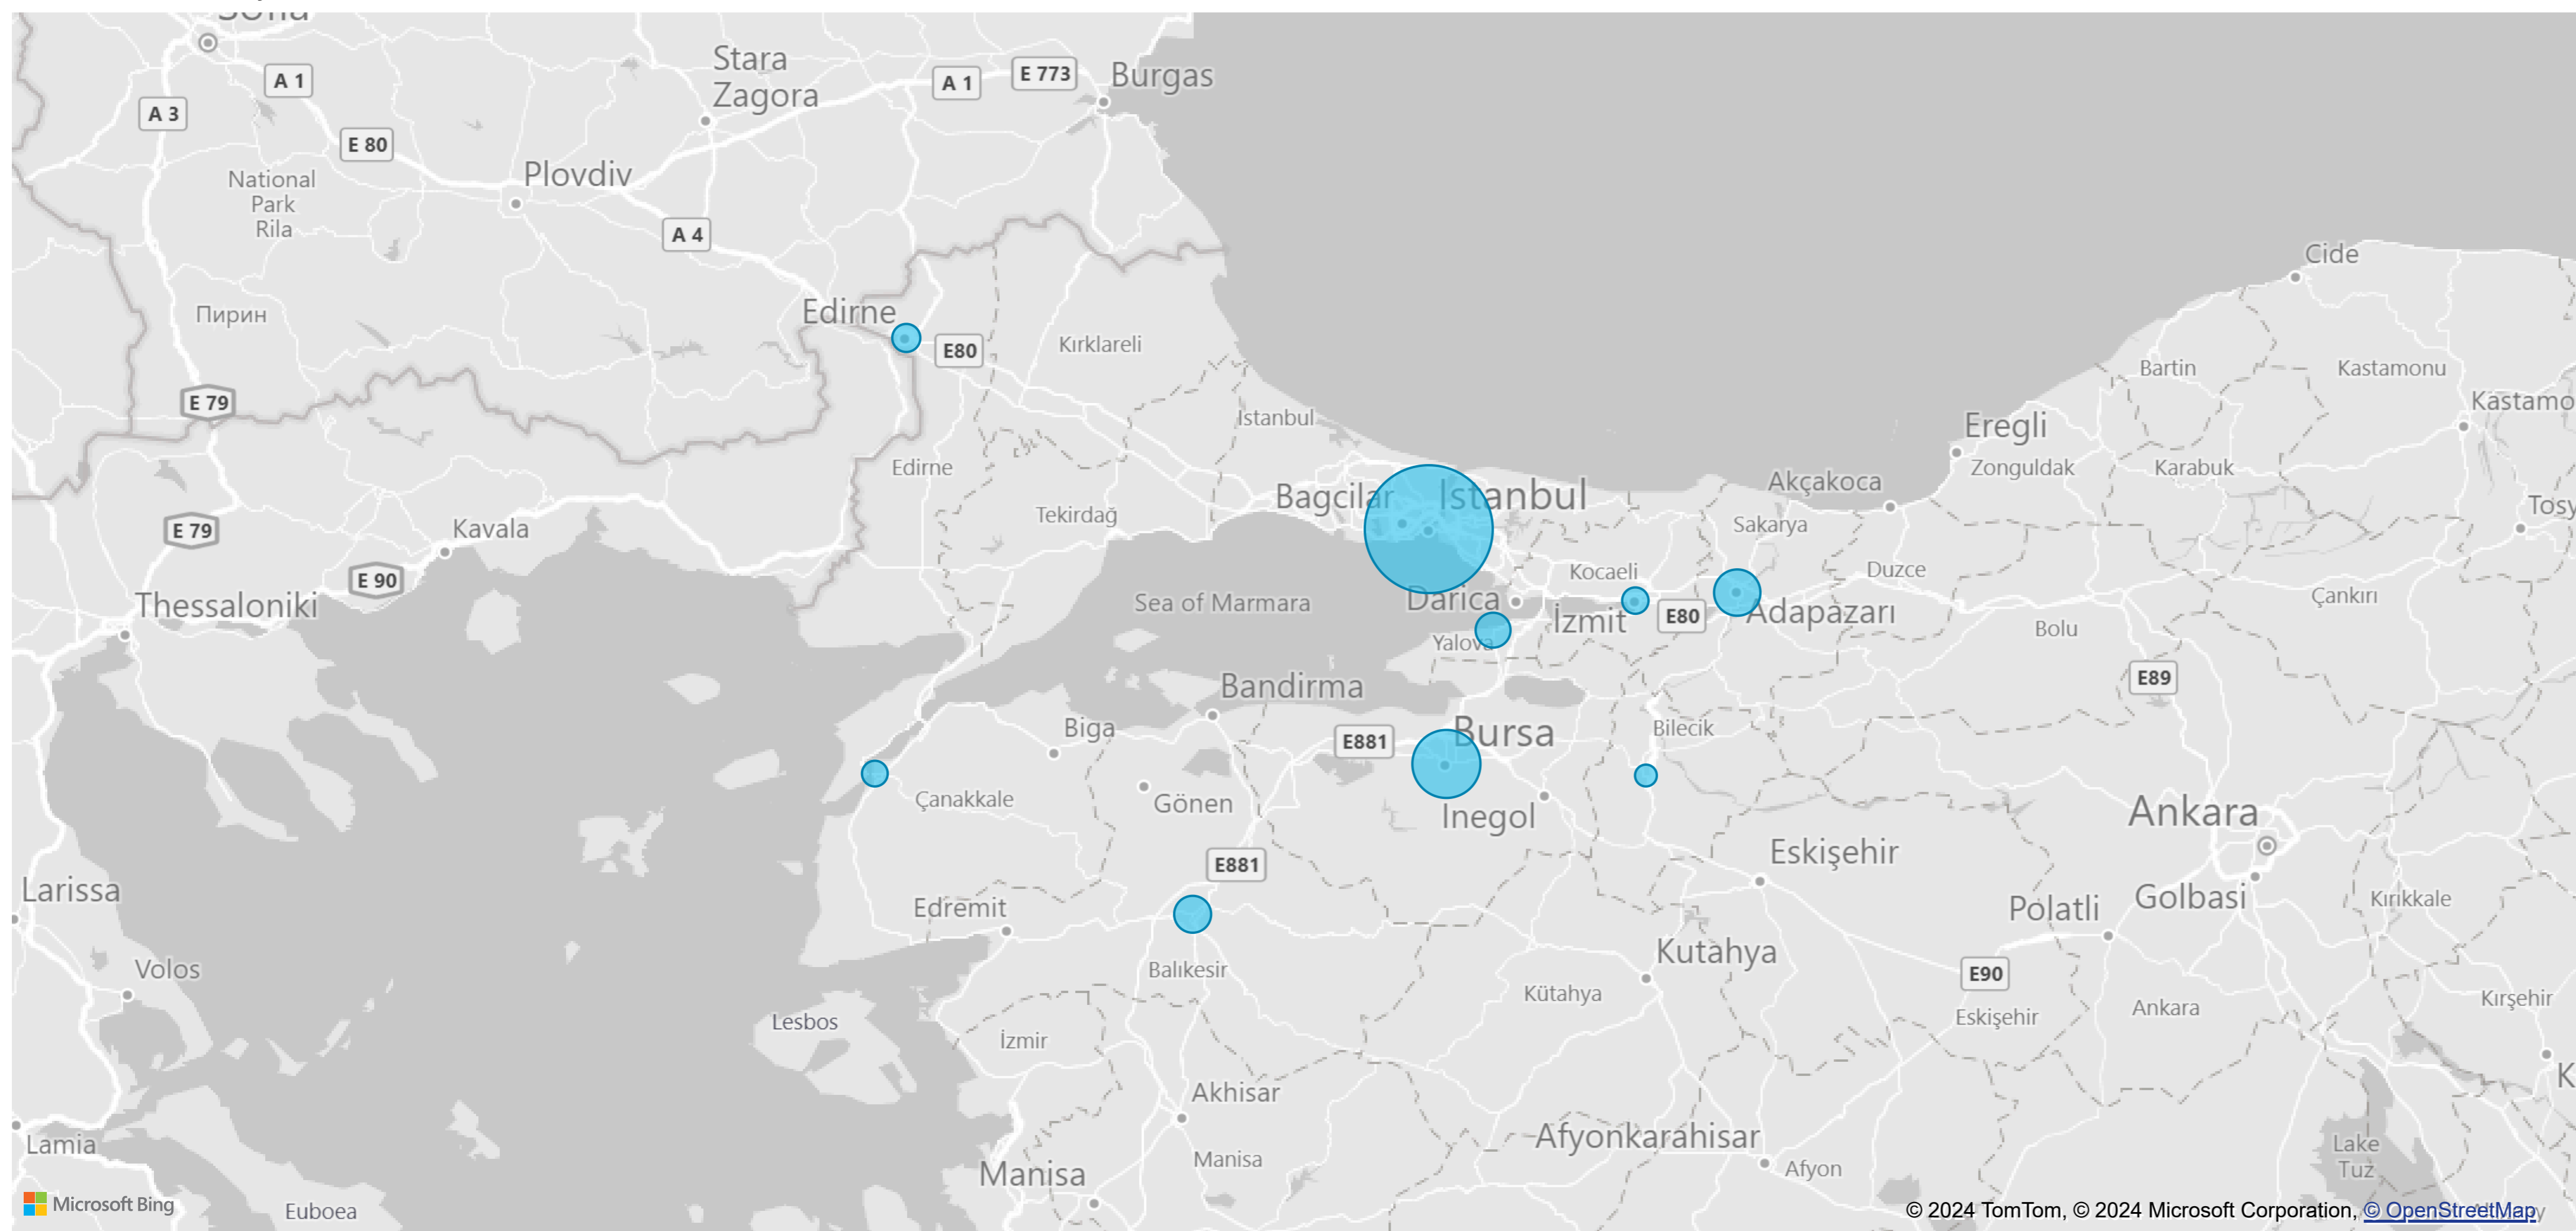 Sofia
A 1
A 3
E 80
National
Park
Rila
Plovdiv
Stara
Zagora
A 1
E 773
Burgas
A 4
Пирин
Edirne
E80
Kırklareli
Cide
Bartin
Kastamonu
E 79
Istanbul
Eregli
Zonguldak
Karabuk
Edirne
Bagcilar
Istanbul
Akçakoca
Tekirdağ
Sakarya
E 79
Kavala
E 90
Thessaloniki
Sea of Marmara
Darica
Kocaeli
Duzce
İzmit
E80
Adapazarı
Çankırı
Yalova
Bolu
E89
Bandirma
Biga
E881
Bursa
Bilecik
Çanakkale
Gönen
Inegol
Ankara
E881
Eskişehir
Larissa
Edremit
Polatli
Golbasi
Kırıkkale
Volos
Balıkesir
Kutahya
Kütahya
E90
Eskişehir
Ankara
Kırşehir
Lesbos
İzmir
Akhisar
Lamia
Afyonkarahisar
Manisa
Manisa
Afyon
Lake
Tuz
Microsoft Bing
Euboea
© 2024 TomTom, © 2024 Microsoft Corporation, © OpenStreetMap